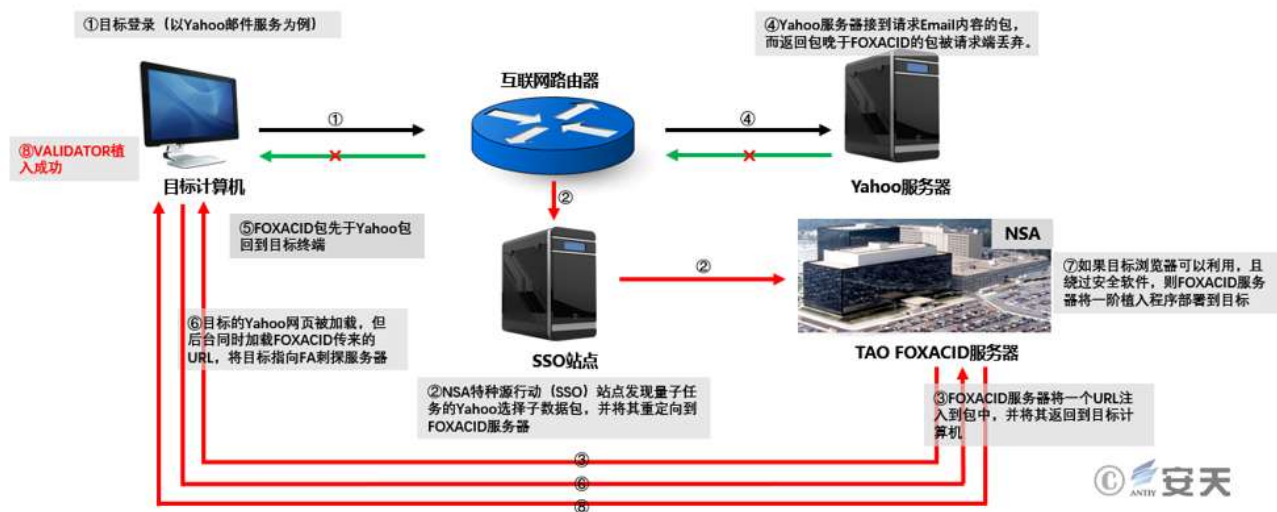 ①目标登录（以Yahoo邮件服务为例）
④Yahoo服务器接到请求Email内容的包，
而返回包晚于FOXACID的包被请求端丢弃。
互联网路由器
①
④
⑧VALIDATOR植
入成功
目标计算机
Yahoo服务器
②
⑤FOXACID包先于Yahoo包
回到目标终端
NSA
②
⑦如果目标浏览器可以利用，且
绕过安全软件，则FOXACID服务
器将一阶植入程序部署到目标
⑥目标的Yahoo网页被加载，但
后台同时加载FOXACID传来的
URL，将目标指向FA刺探服务器
SSO站点
TAO FOXACID服务器
②NSA特种源行动（SSO）站点发现量子任
务的Yahoo选择子数据包，并将其重定向到
FOXACID服务器
③FOXACID服务器将一个URL注
入到包中，并将其返回到目标计
算机
③
⑥
⑧
© ANTIY 安天